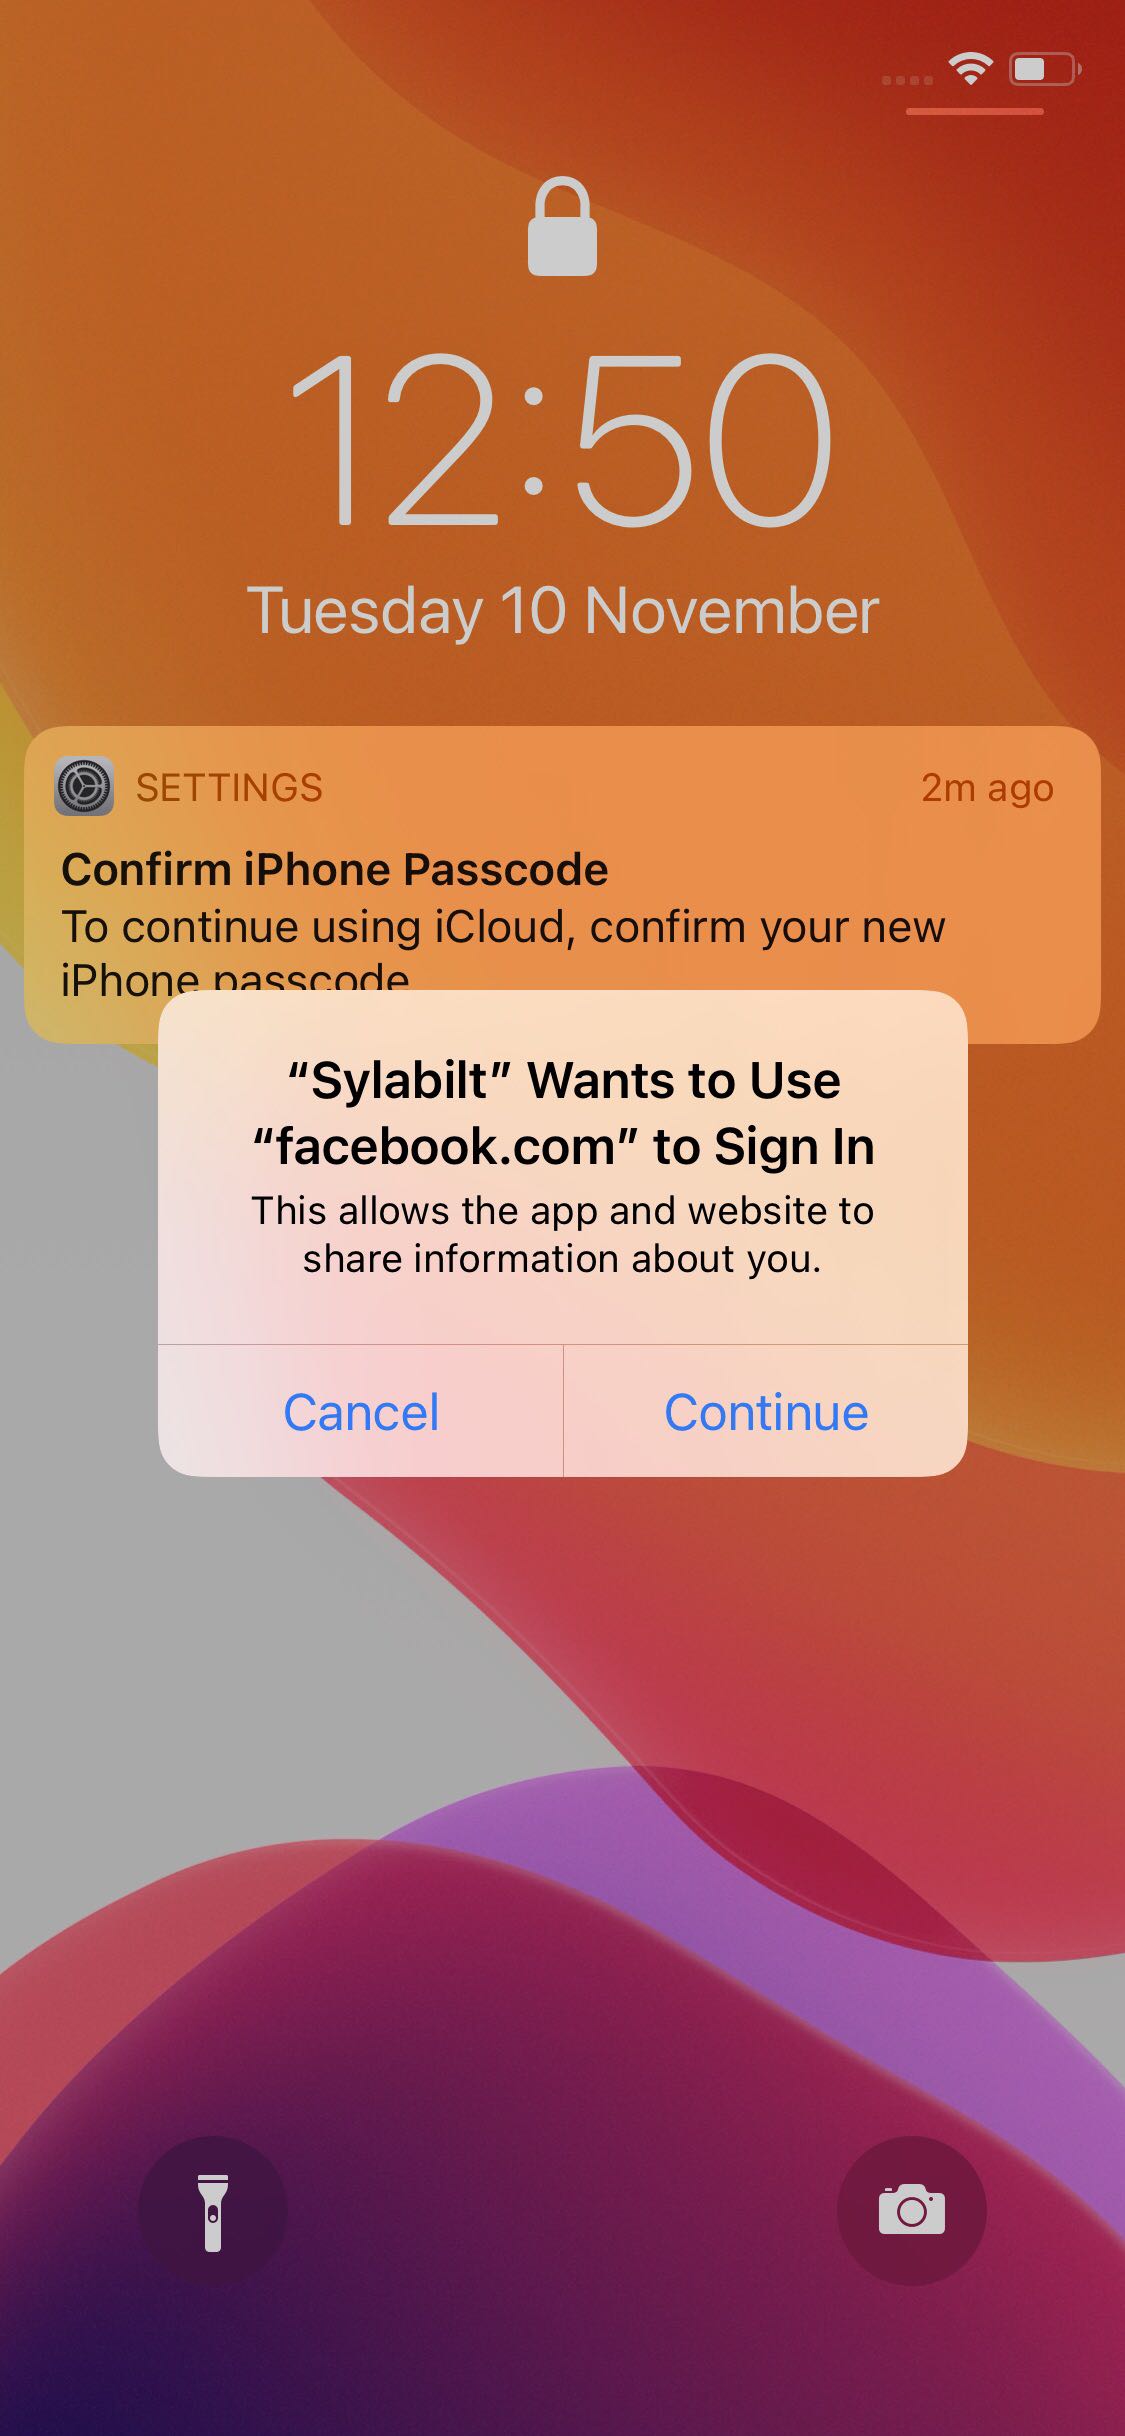 12:50
Tuesday 10 November
SETTINGS
2m ago
Confirm iPhone Passcode
To continue using iCloud, confirm your new
iPhone passcode
“Sylabilt” Wants to Use
“facebook.com” to Sign In
This allows the app and website to
share information about you.
Cancel
Continue